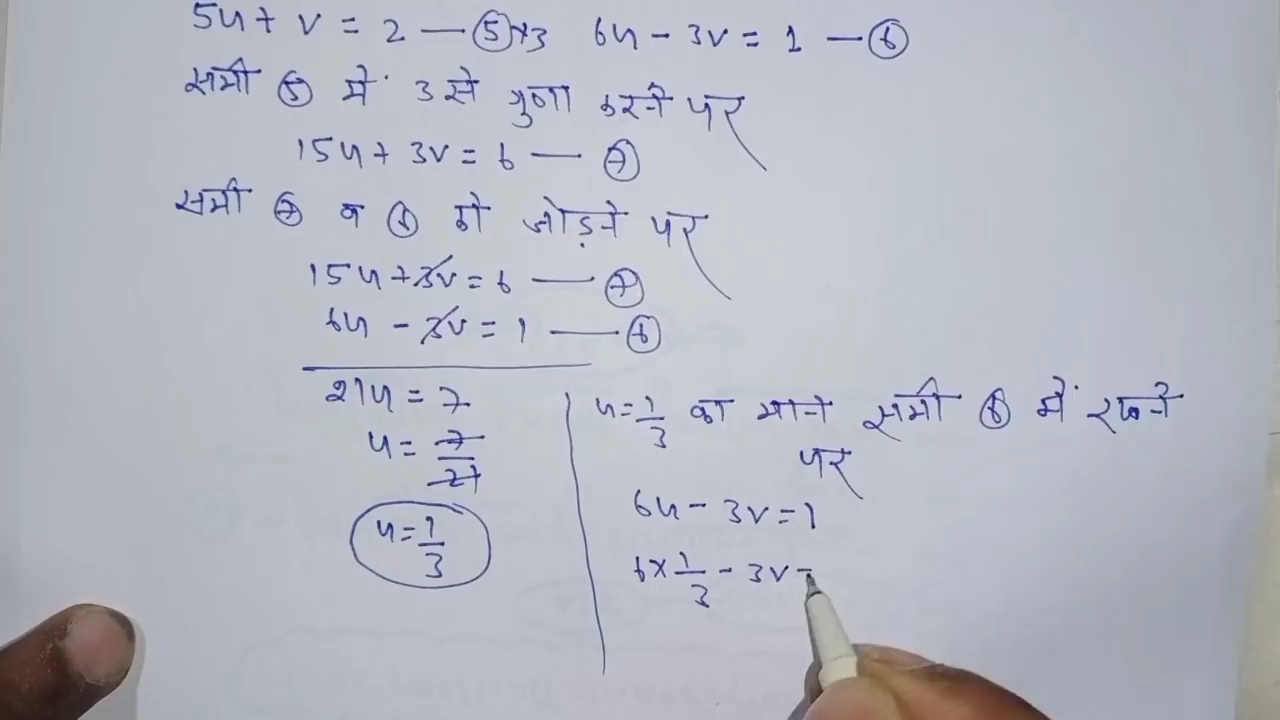 5u + v = 2 — ⑤×3 6u - 3v = 1 — ⑥
समी ⑤ में 3 से गुणा करने पर
15u + 3v = 6 — ⑦
समी ⑦ व ⑥ को जोड़ने पर
15u + 3v = 6 — ⑦
6u - 3v = 1 — ⑥
21u = 7
u = 7/21
u = 1/3
u = 1/3 का मान समी ⑥ में रखने
पर
6u - 3v = 1
6 × 1/3 - 3v =